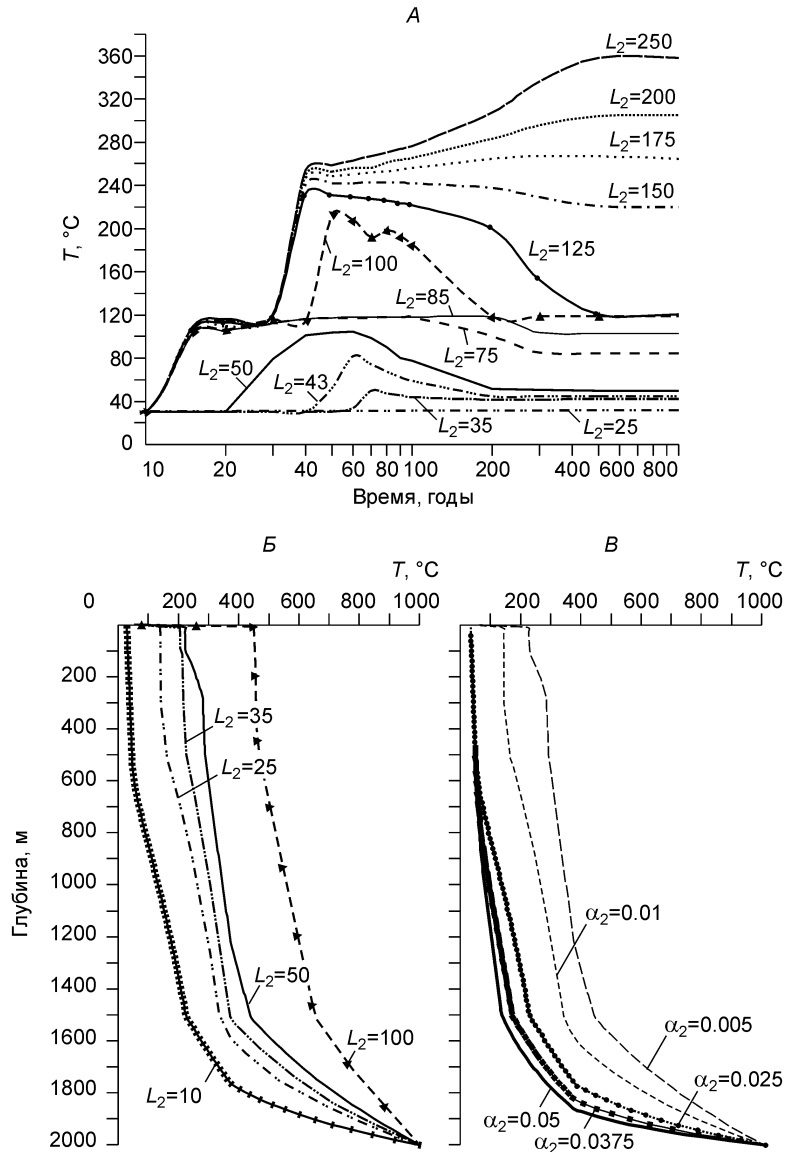 А
360
320
280
240
200
160
120
80
40
0
T, °C
L₂=250
L₂=200
L₂=175
L₂=150
L₂=125
L₂=100
L₂=85
L₂=75
L₂=50
L₂=43
L₂=35
L₂=25
10 20 40 60 80 100 200 400 600 800
Время, годы
Б
T, °C
0 200 400 600 800 1000
200
400
600
800
1000
1200
1400
1600
1800
2000
Глубина, м
L₂=35
L₂=25
L₂=50
L₂=100
L₂=10
В
T, °C
200 400 600 800 1000
α₂=0.01
α₂=0.005
α₂=0.025
α₂=0.05
α₂=0.0375